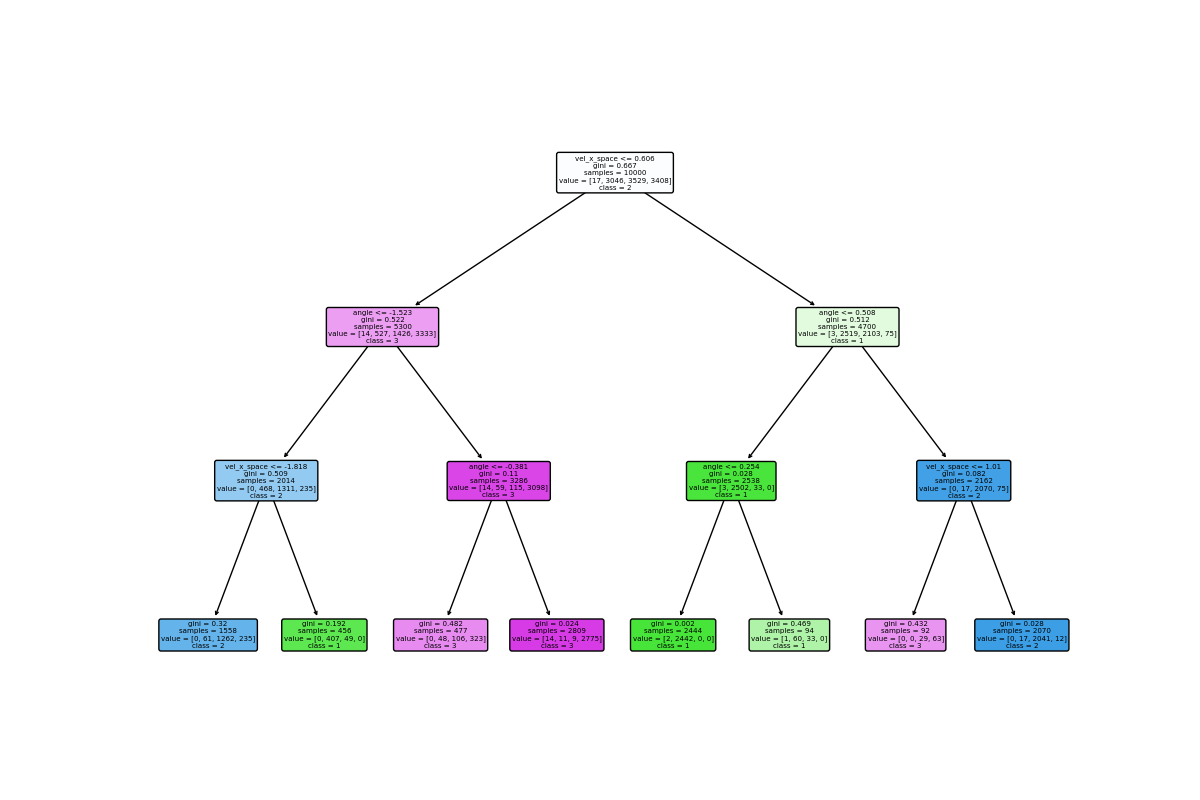 vel_x_space <= 0.606
gini = 0.667
samples = 10000
value = [17, 3046, 3529, 3408]
class = 2
angle <= -1.523
gini = 0.522
samples = 5300
value = [14, 527, 1426, 3333]
class = 3
angle <= 0.508
gini = 0.512
samples = 4700
value = [3, 2519, 2103, 75]
class = 1
vel_x_space <= -1.818
gini = 0.509
samples = 2014
value = [0, 468, 1311, 235]
class = 2
angle <= -0.381
gini = 0.11
samples = 3286
value = [14, 59, 115, 3098]
class = 3
angle <= 0.254
gini = 0.028
samples = 2538
value = [3, 2502, 33, 0]
class = 1
vel_x_space <= 1.01
gini = 0.082
samples = 2162
value = [0, 17, 2070, 75]
class = 2
gini = 0.32
samples = 1558
value = [0, 61, 1262, 235]
class = 2
gini = 0.192
samples = 456
value = [0, 407, 49, 0]
class = 1
gini = 0.482
samples = 477
value = [0, 48, 106, 323]
class = 3
gini = 0.024
samples = 2809
value = [14, 11, 9, 2775]
class = 3
gini = 0.002
samples = 2444
value = [2, 2442, 0, 0]
class = 1
gini = 0.469
samples = 94
value = [1, 60, 33, 0]
class = 1
gini = 0.432
samples = 92
value = [0, 0, 29, 63]
class = 3
gini = 0.028
samples = 2070
value = [0, 17, 2041, 12]
class = 2